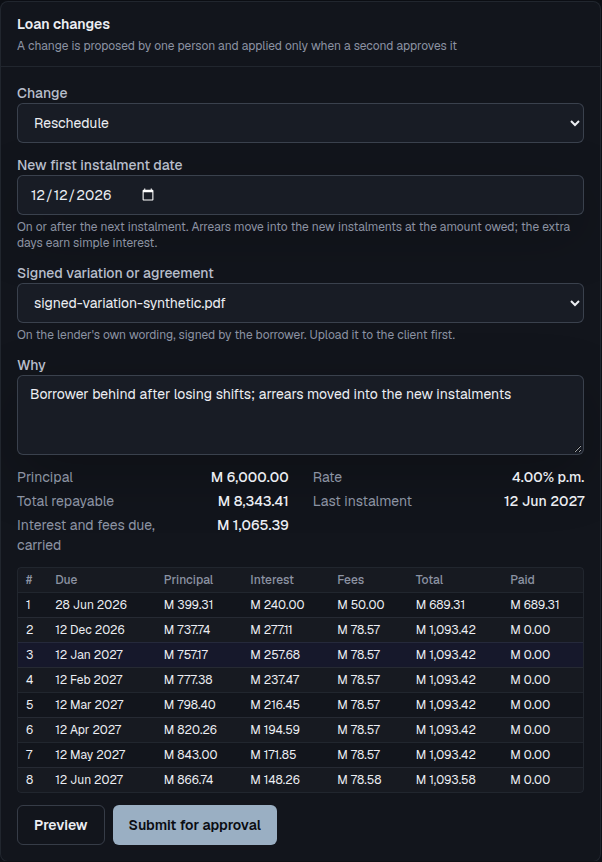 Loan changes
A change is proposed by one person and applied only when a second approves it
Change
Reschedule
New first instalment date
12/12/2026
On or after the next instalment. Arrears move into the new instalments at the amount owed; the extra
days earn simple interest.
Signed variation or agreement
signed-variation-synthetic.pdf
On the lender's own wording, signed by the borrower. Upload it to the client first.
Why
Borrower behind after losing shifts; arrears moved into the new instalments
Principal M 6,000.00 Rate 4.00% p.m.
Total repayable M 8,343.41 Last instalment 12 Jun 2027
Interest and fees due, M 1,065.39
carried
# Due Principal Interest Fees Total Paid
1 28 Jun 2026 M 399.31 M 240.00 M 50.00 M 689.31 M 689.31
2 12 Dec 2026 M 737.74 M 277.11 M 78.57 M 1,093.42 M 0.00
3 12 Jan 2027 M 757.17 M 257.68 M 78.57 M 1,093.42 M 0.00
4 12 Feb 2027 M 777.38 M 237.47 M 78.57 M 1,093.42 M 0.00
5 12 Mar 2027 M 798.40 M 216.45 M 78.57 M 1,093.42 M 0.00
6 12 Apr 2027 M 820.26 M 194.59 M 78.57 M 1,093.42 M 0.00
7 12 May 2027 M 843.00 M 171.85 M 78.57 M 1,093.42 M 0.00
8 12 Jun 2027 M 866.74 M 148.26 M 78.58 M 1,093.58 M 0.00
Preview Submit for approval